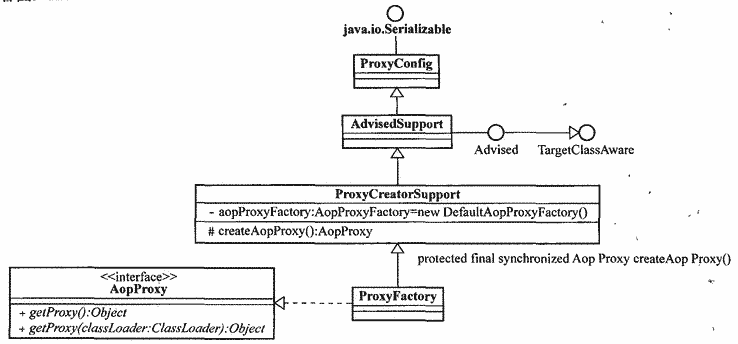 java.io.Serializable
ProxyConfig
AdvisedSupport
Advised
TargetClassAware
ProxyCreatorSupport
- aopProxyFactory:AopProxyFactory=new DefaultAopProxyFactory()
# createAopProxy():AopProxy
protected final synchronized Aop Proxy createAop Proxy()
<<interface>>
AopProxy
+ getProxy():Object
+ getProxy(classLoader:ClassLoader):Object
ProxyFactory